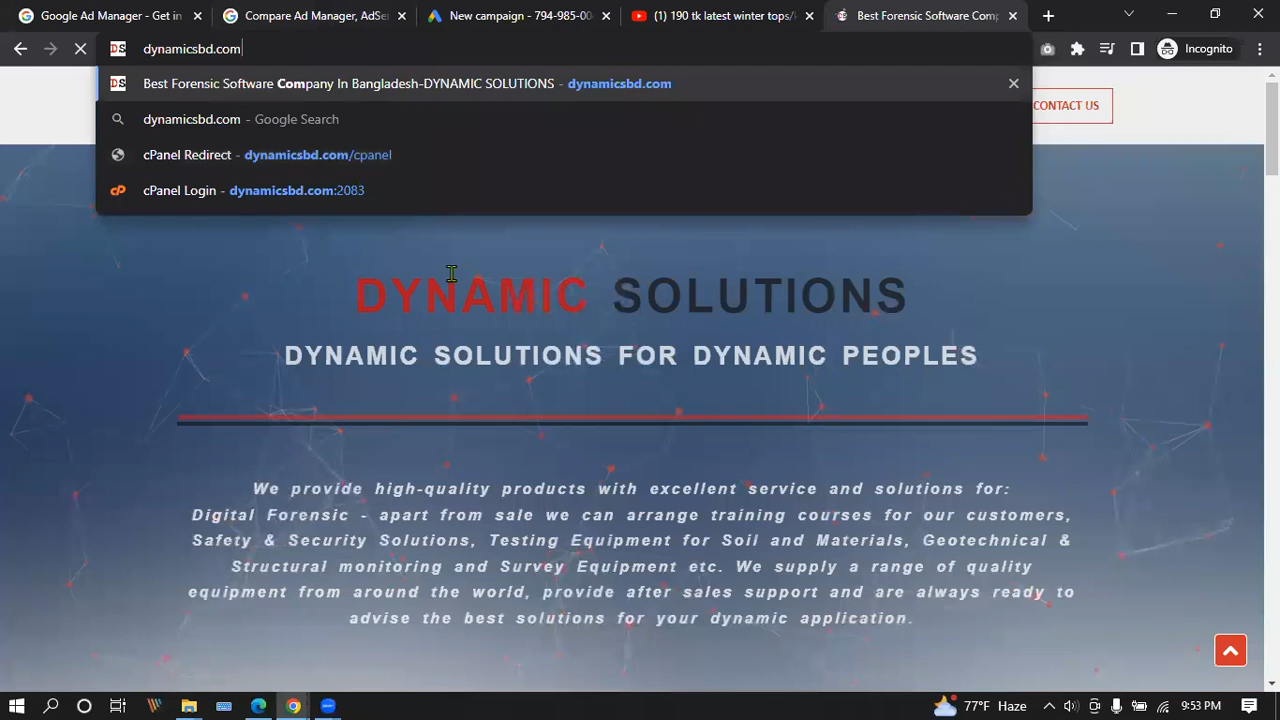 Google Ad Manager - Get in
Compare Ad Manager, AdSe
New campaign - 794-985-00
(1) 190 tk latest winter tops/
Best Forensic Software Comp
DS
dynamicsbd.com
Incognito
DS
Best Forensic Software Company In Bangladesh-DYNAMIC SOLUTIONS - dynamicsbd.com
dynamicsbd.com - Google Search
cPanel Redirect - dynamicsbd.com/cpanel
cP
cPanel Login - dynamicsbd.com:2083
CONTACT US
DYNAMIC SOLUTIONS
DYNAMIC SOLUTIONS FOR DYNAMIC PEOPLES
We provide high-quality products with excellent service and solutions for:
Digital Forensic - apart from sale we can arrange training courses for our customers,
Safety & Security Solutions, Testing Equipment for Soil and Materials, Geotechnical &
Structural monitoring and Survey Equipment etc. We supply a range of quality
equipment from around the world, provide after sales support and are always ready to
advise the best solutions for your dynamic application.
77°F Haze
9:53 PM